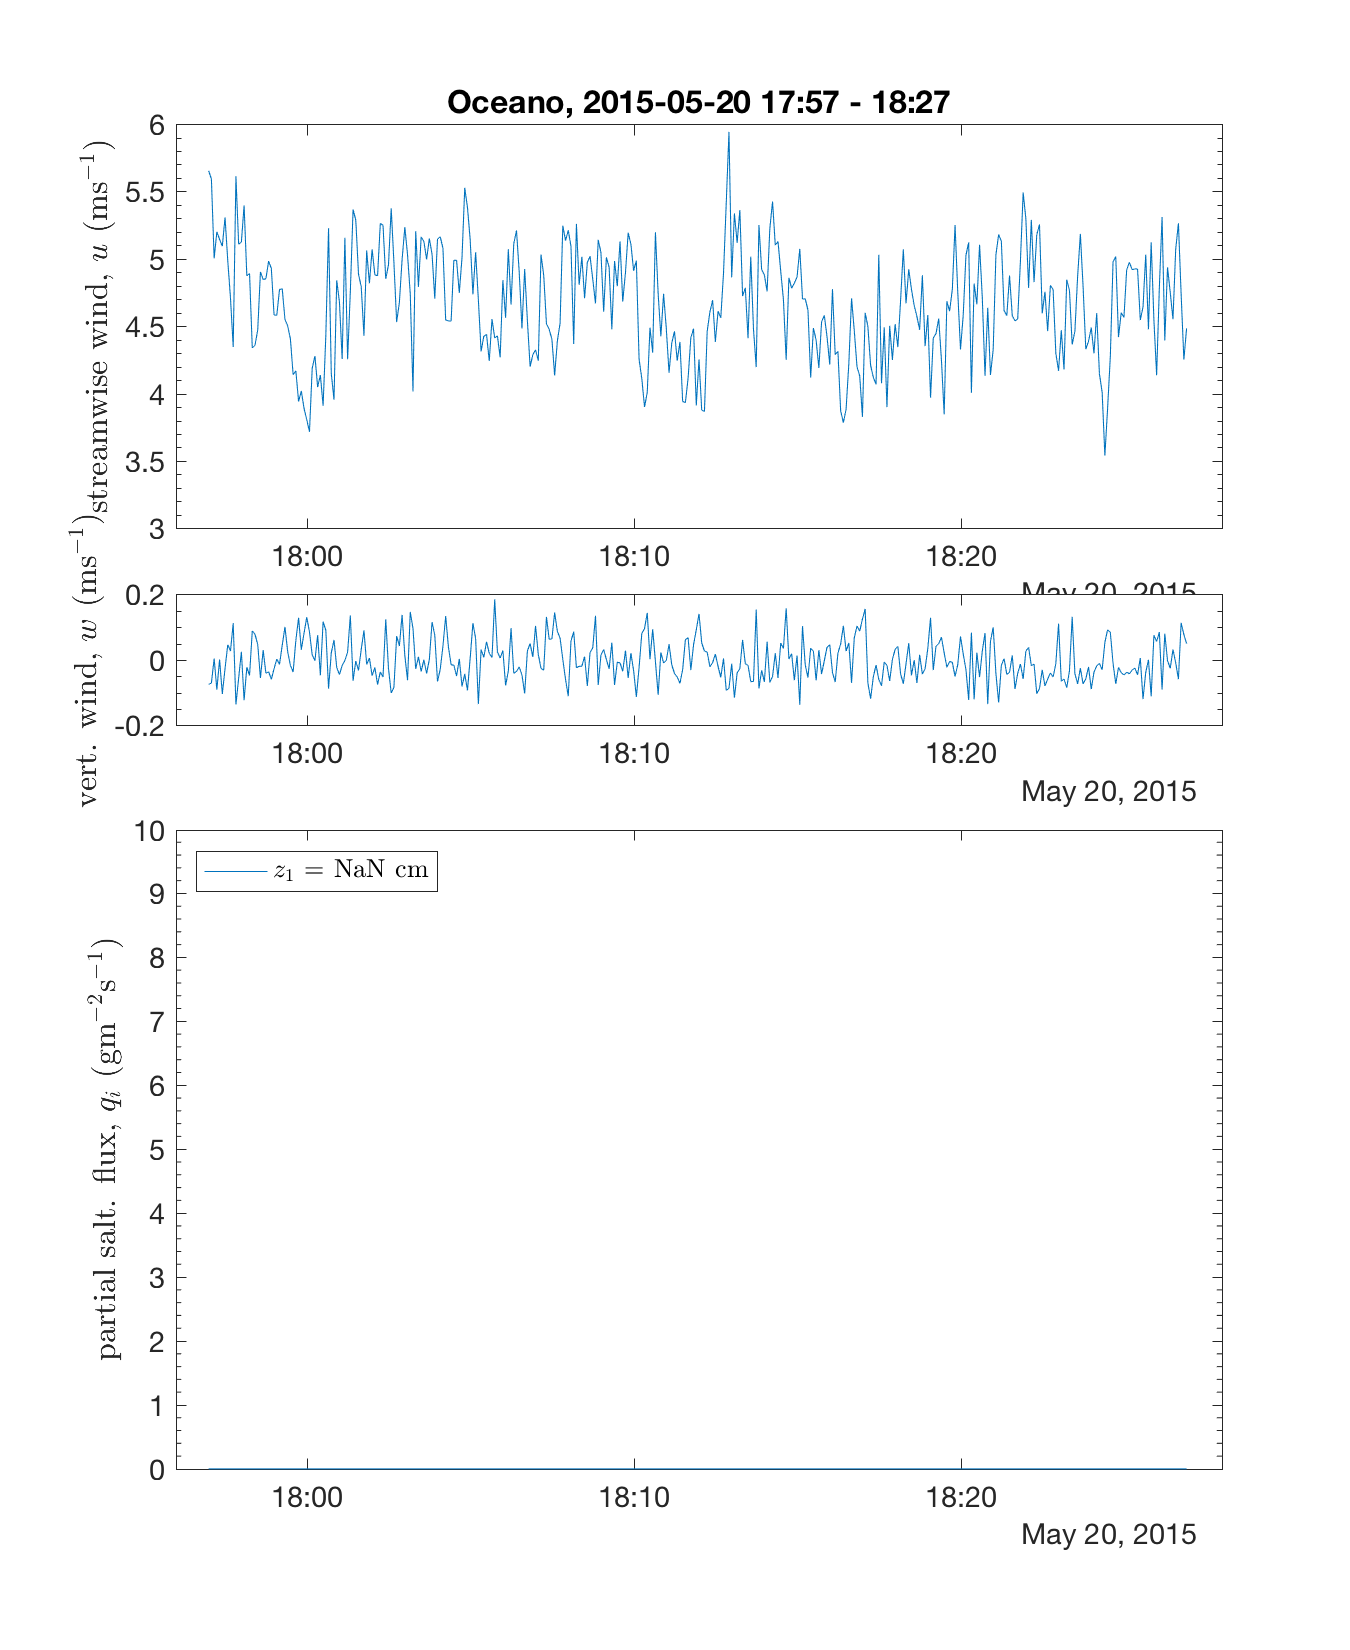 Oceano, 2015-05-20 17:57 - 18:27
streamwise wind, u (ms⁻¹)
6
5.5
5
4.5
4
3.5
3
18:00 18:10 18:20
May 20, 2015
vert. wind, w (ms⁻¹)
0.2
0
-0.2
18:00 18:10 18:20
May 20, 2015
partial salt. flux, qᵢ (gm⁻²s⁻¹)
10
9
8
7
6
5
4
3
2
1
0
z₁ = NaN cm
18:00 18:10 18:20
May 20, 2015